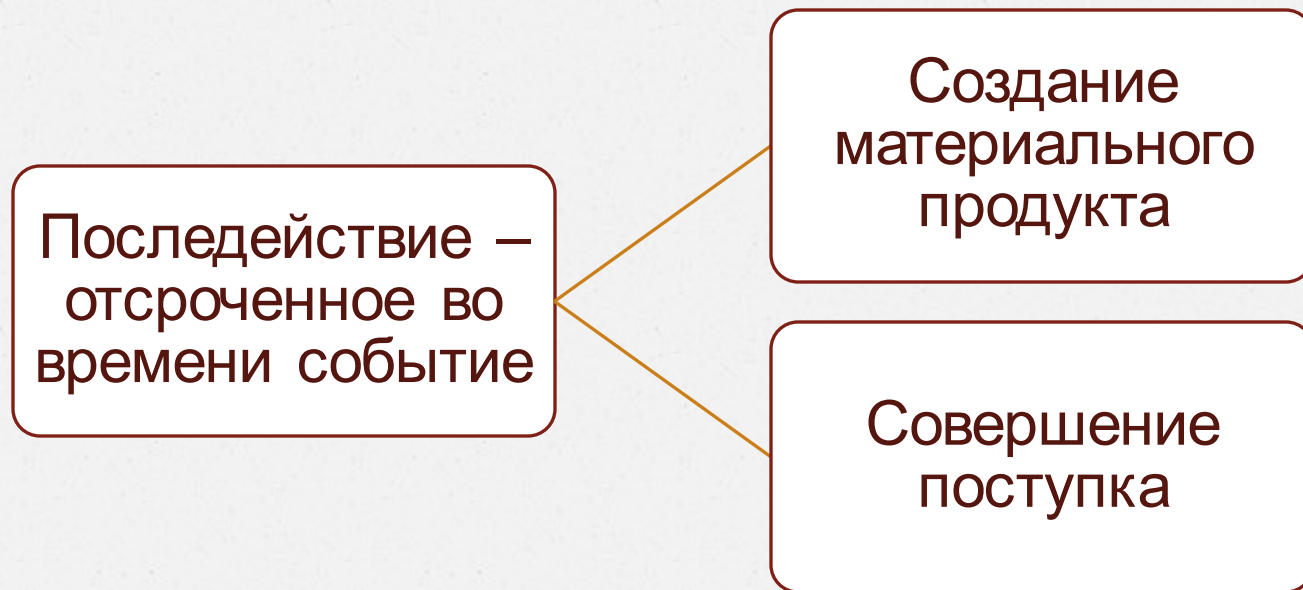 Последействие –
отсроченное во
времени событие
Создание
материального
продукта
Совершение
поступка